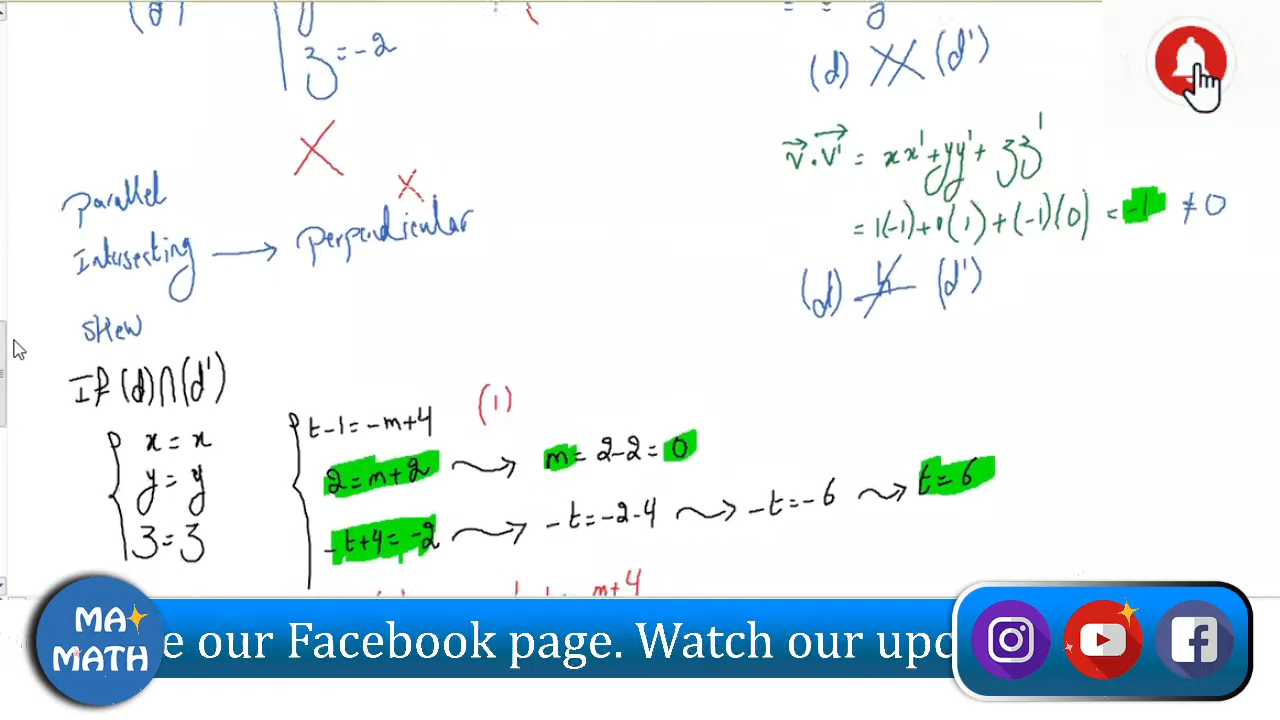 z = -2
(d) (d')
v . v' = xx' + yy' + zz'
= 1(-1) + 0(1) + (-1)(0) = -1 ≠ 0
(d) (d')
Parallel
Intersecting → Perpendicular
Skew
If (d)∩(d')
x = x
y = y
z = z
t-1 = -m+4 (1)
2 = m+2 m = 2-2 = 0
-t+4 = -2 -t = -2-4 -t = -6 t = 6
m+4
MA
MATH
e our Facebook page. Watch our upc